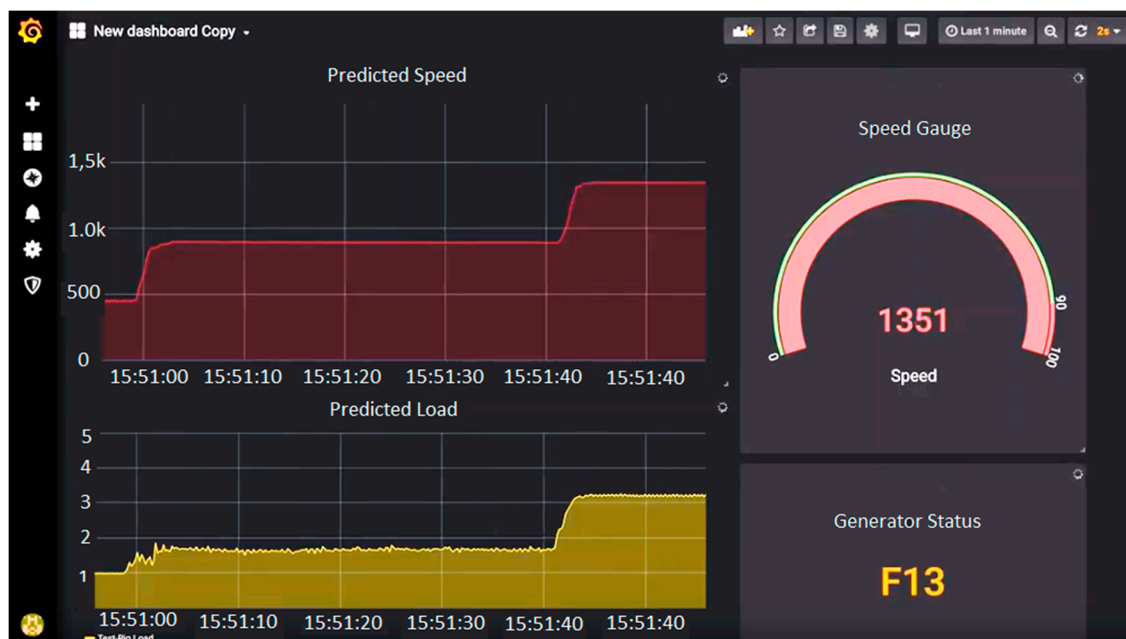 New dashboard Copy
Last 1 minute
2s
Predicted Speed
1,5k
1.0k
500
0
15:51:00 15:51:10 15:51:20 15:51:30 15:51:40 15:51:40
Predicted Load
5
4
3
2
1
15:51:00 15:51:10 15:51:20 15:51:30 15:51:40 15:51:40
Test-Rig Load
Speed Gauge
0
90
100
1351
Speed
Generator Status
F13